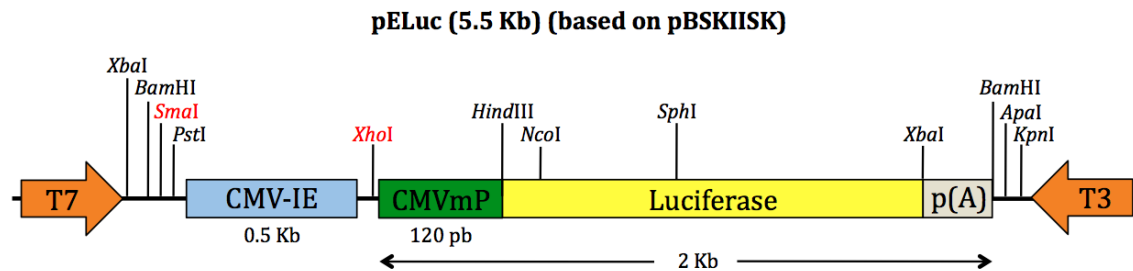 pELuc (5.5 Kb) (based on pBSKIISK)
XbaI
BamHI
SmaI
PstI
XhoI
HindIII
NcoI
SphI
XbaI
BamHI
ApaI
KpnI
T7
CMV-IE
CMVmP
Luciferase
p(A)
T3
0.5 Kb
120 pb
2 Kb